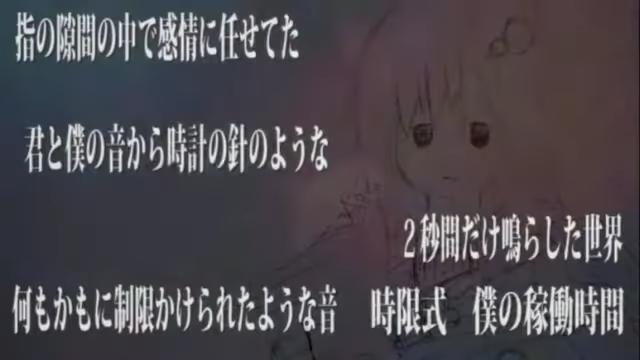 指の隙間の中で感情に任せてた
君と僕の音から時計の針のような
２秒間だけ鳴らした世界
何もかもに制限かけられたような音　時限式　僕の稼働時間